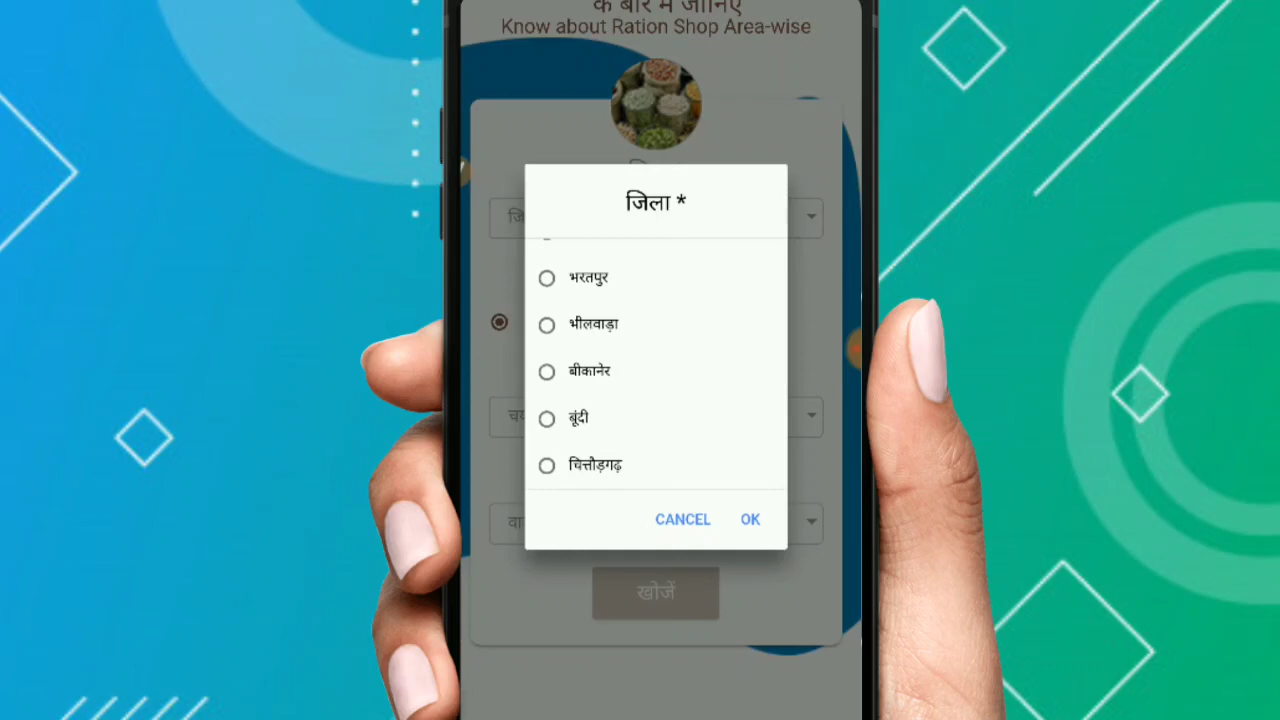 के बारे में जानिए
Know about Ration Shop Area-wise
जिला *
जि
भरतपुर
भीलवाड़ा
बीकानेर
च
बूंदी
चित्तौड़गढ़
वा
CANCEL OK
खोजें